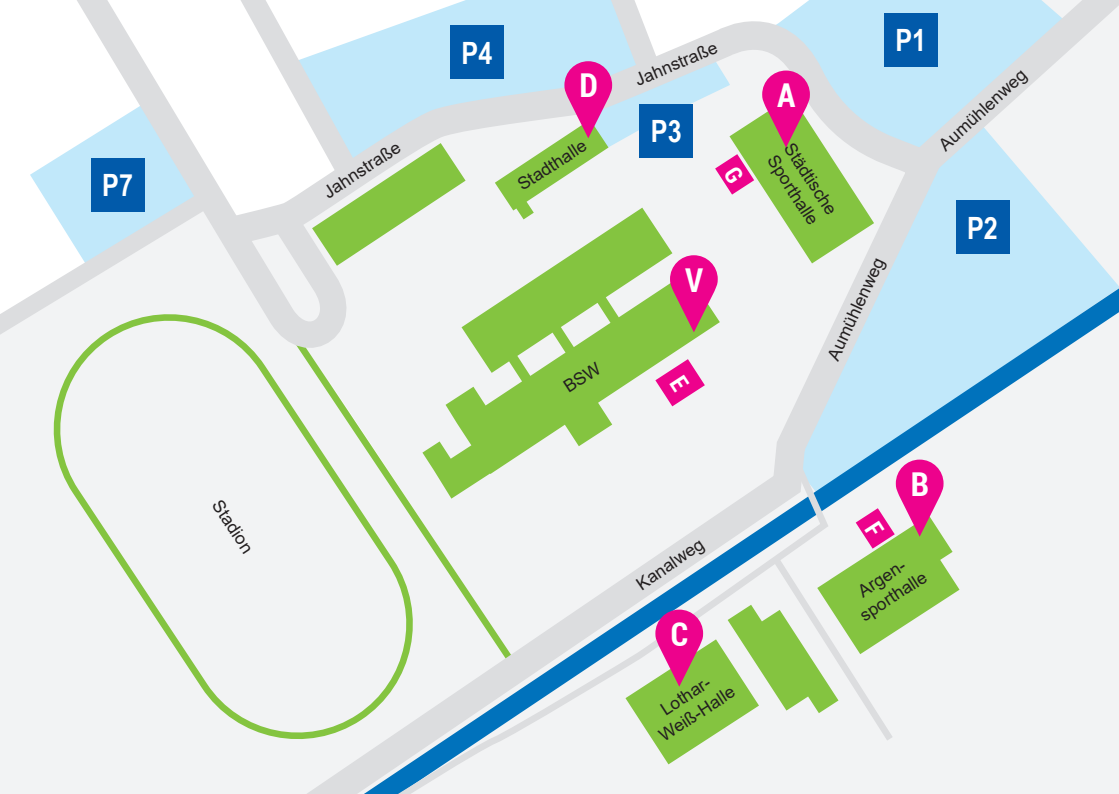 P4
P1
Jahnstraße
D
A
Aumühlenweg
P3
Jahnstraße
Stadthalle
Städtische
Sporthalle
G
P7
P2
V
Aumühlenweg
BSW
E
B
Stadion
F
Kanalweg
Argen-
sporthalle
C
Lothar-
Weiß-Halle